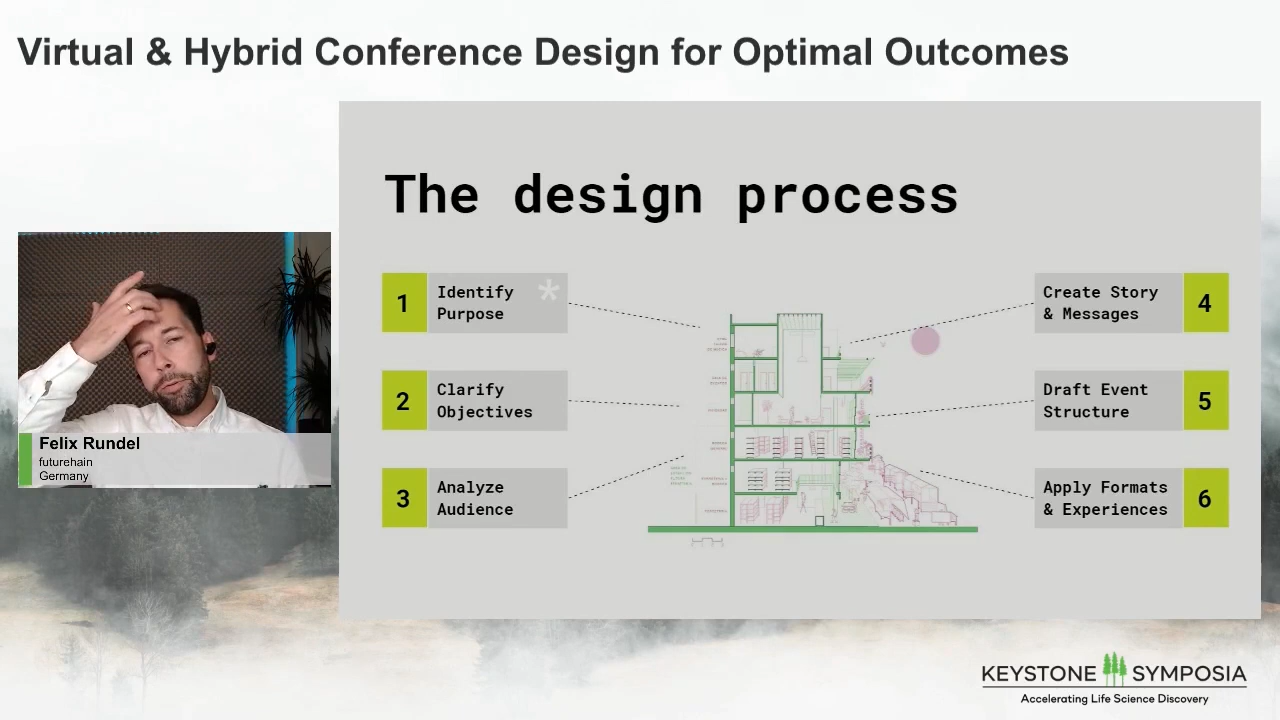 Virtual & Hybrid Conference Design for Optimal Outcomes
The design process
1
Identify
Purpose
*
2
Clarify
Objectives
3
Analyze
Audience
Create Story
& Messages
4
Draft Event
Structure
5
Apply Formats
& Experiences
6
Felix Rundel
futurehain
Germany
KEYSTONE SYMPOSIA
Accelerating Life Science Discovery